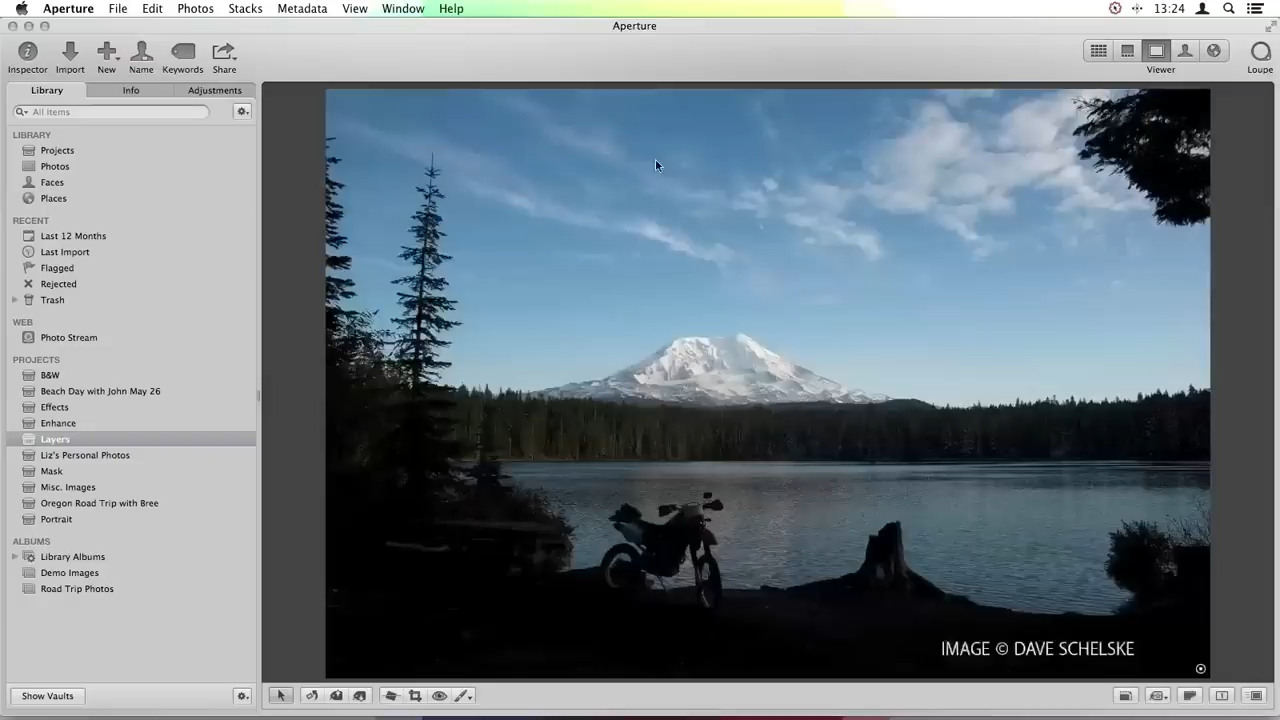 Aperture File Edit Photos Stacks Metadata View Window Help 13:24
Aperture
Inspector Import New Name Keywords Share Viewer Loupe
Library Info Adjustments
All items
LIBRARY
Projects
Photos
Faces
Places
RECENT
Last 12 Months
Last Import
Flagged
Rejected
Trash
WEB
Photo Stream
PROJECTS
B&W
Beach Day with John May 26
Effects
Enhance
Layers
Liz's Personal Photos
Mask
Misc. Images
Oregon Road Trip with Bree
Portrait
ALBUMS
Library Albums
Demo Images
Road Trip Photos
IMAGE © DAVE SCHELSKE
Show Vaults